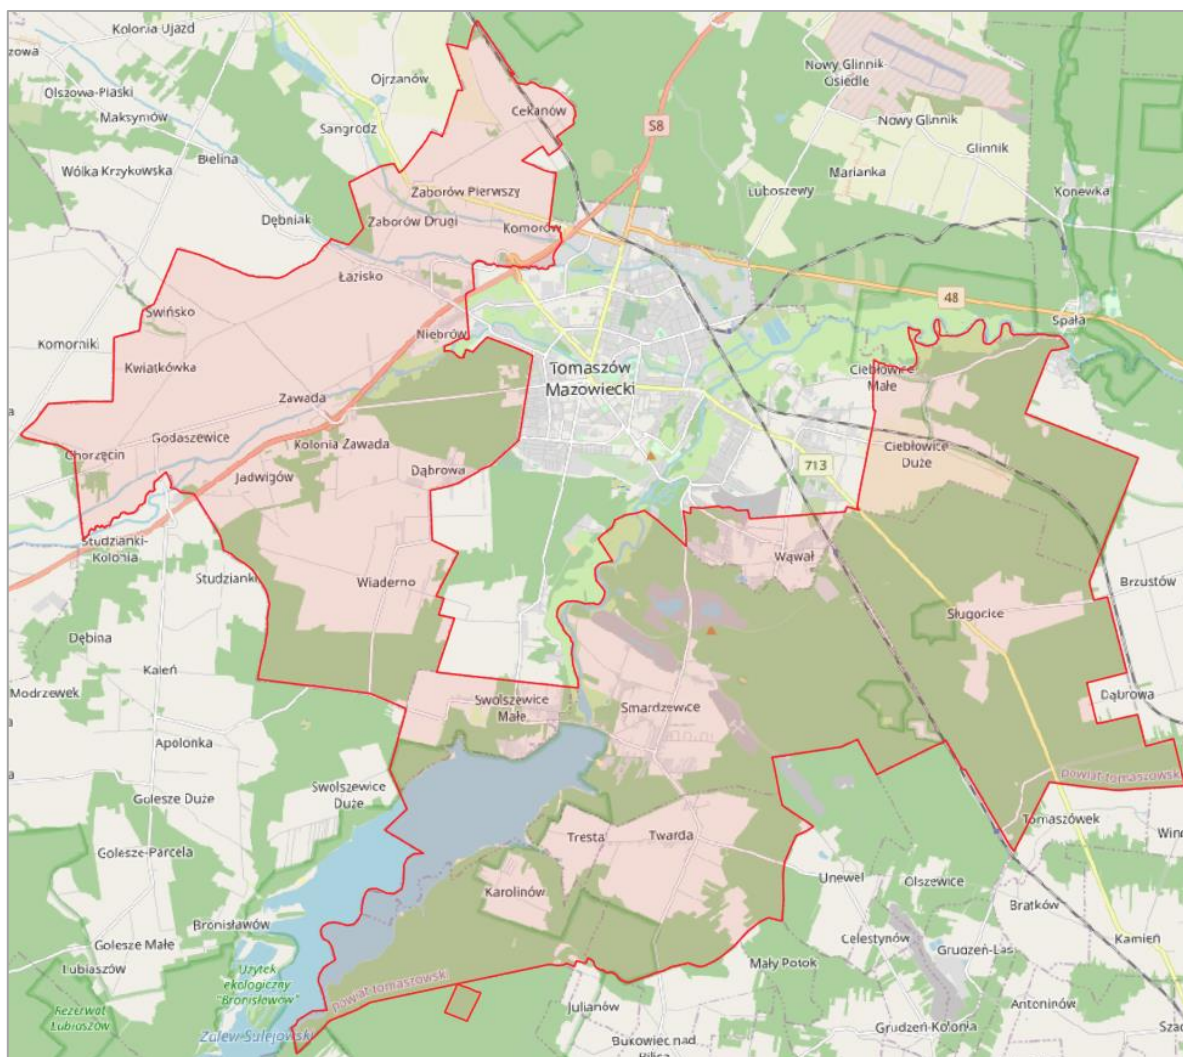 Kolonia Ujazd
zowa
Ojrzanów
Nowy Glinnik
Osiedle
Olszowa-Piaski
Maksymów
Cekanów
S8
Nowy Glinnik
Sangrodz
Glinnik
Bielina
Wólka Krzykowska
Marianka
Konewka
Zaborów Pierwszy
Luboszewy
Dębniak
Zaborów Drugi
Komorów
Łazisko
48
Swińsko
Spała
Niebrów
Komorniki
Kwiatkówka
Tomaszów
Mazowiecki
Ciebłowice
Małe
Zawada
a
Godaszewice
Kolonia Zawada
Ciebłowice
Duże
Chorzęcin
Dąbrowa
713
Jadwigów
Studzianki-
Kolonia
Wąwał
Studzianki
Wiaderno
Brzustów
Sługocice
Dębina
Kaleń
Modrzewek
Swolszewice
Małe
Smardzewice
Dąbrowa
Apolonka
powiat tomaszowski
Swolszewice
Duże
Golesze Duże
Tomaszówek
Tresta
Twarda
Golesze-Parcela
Unewel
Olszewice
Karolinów
Bratków
Bronisławów
Celestynów
Kamień
Golesze Małe
Grudzeń-Las
Lubiaszów
Użytek
ekologiczny
"Bronisławów"
Mały Potok
powiat tomaszowski
Rezerwat
Lubiaszów
Julianów
Antoninów
Zalew Sulejowski
Grudzeń Kolonia
Bukowiec nad